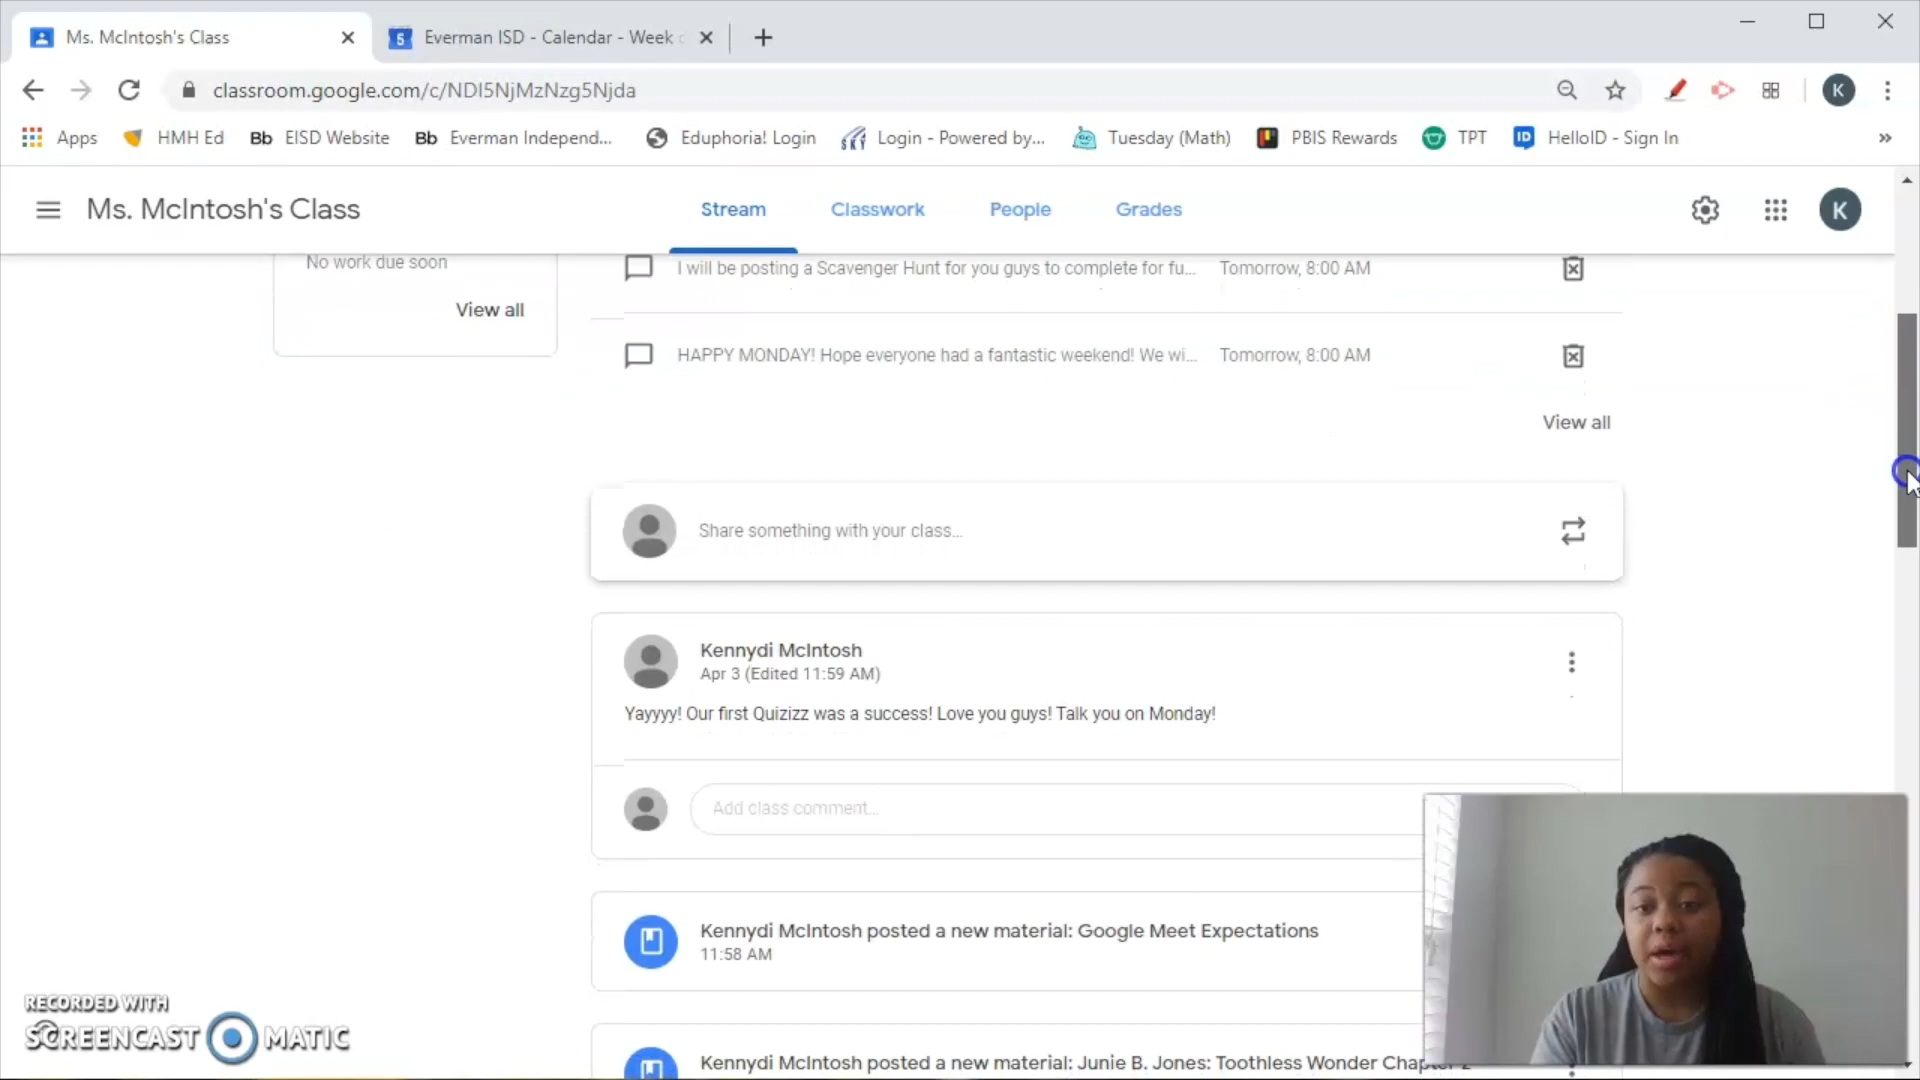 Ms. McIntosh's Class
Everman ISD - Calendar - Week
classroom.google.com/c/NDI5NjMzNzg5Njda
K
Apps
HMH Ed
Bb EISD Website
Bb Everman Independ...
Eduphoria! Login
Login - Powered by...
Tuesday (Math)
PBIS Rewards
TPT
ID HelloID - Sign In
»
Ms. McIntosh's Class
Stream
Classwork
People
Grades
K
No work due soon
View all
I will be posting a Scavenger Hunt for you guys to complete for fu... Tomorrow, 8:00 AM
HAPPY MONDAY! Hope everyone had a fantastic weekend! We wi... Tomorrow, 8:00 AM
View all
Share something with your class...
Kennydi McIntosh
Apr 3 (Edited 11:59 AM)
Yayyyy! Our first Quizizz was a success! Love you guys! Talk you on Monday!
Add class comment...
Kennydi McIntosh posted a new material: Google Meet Expectations
11:58 AM
Kennydi McIntosh posted a new material: Junie B. Jones: Toothless Wonder Chapter 2
RECORDED WITH
SCREENCAST MATIC